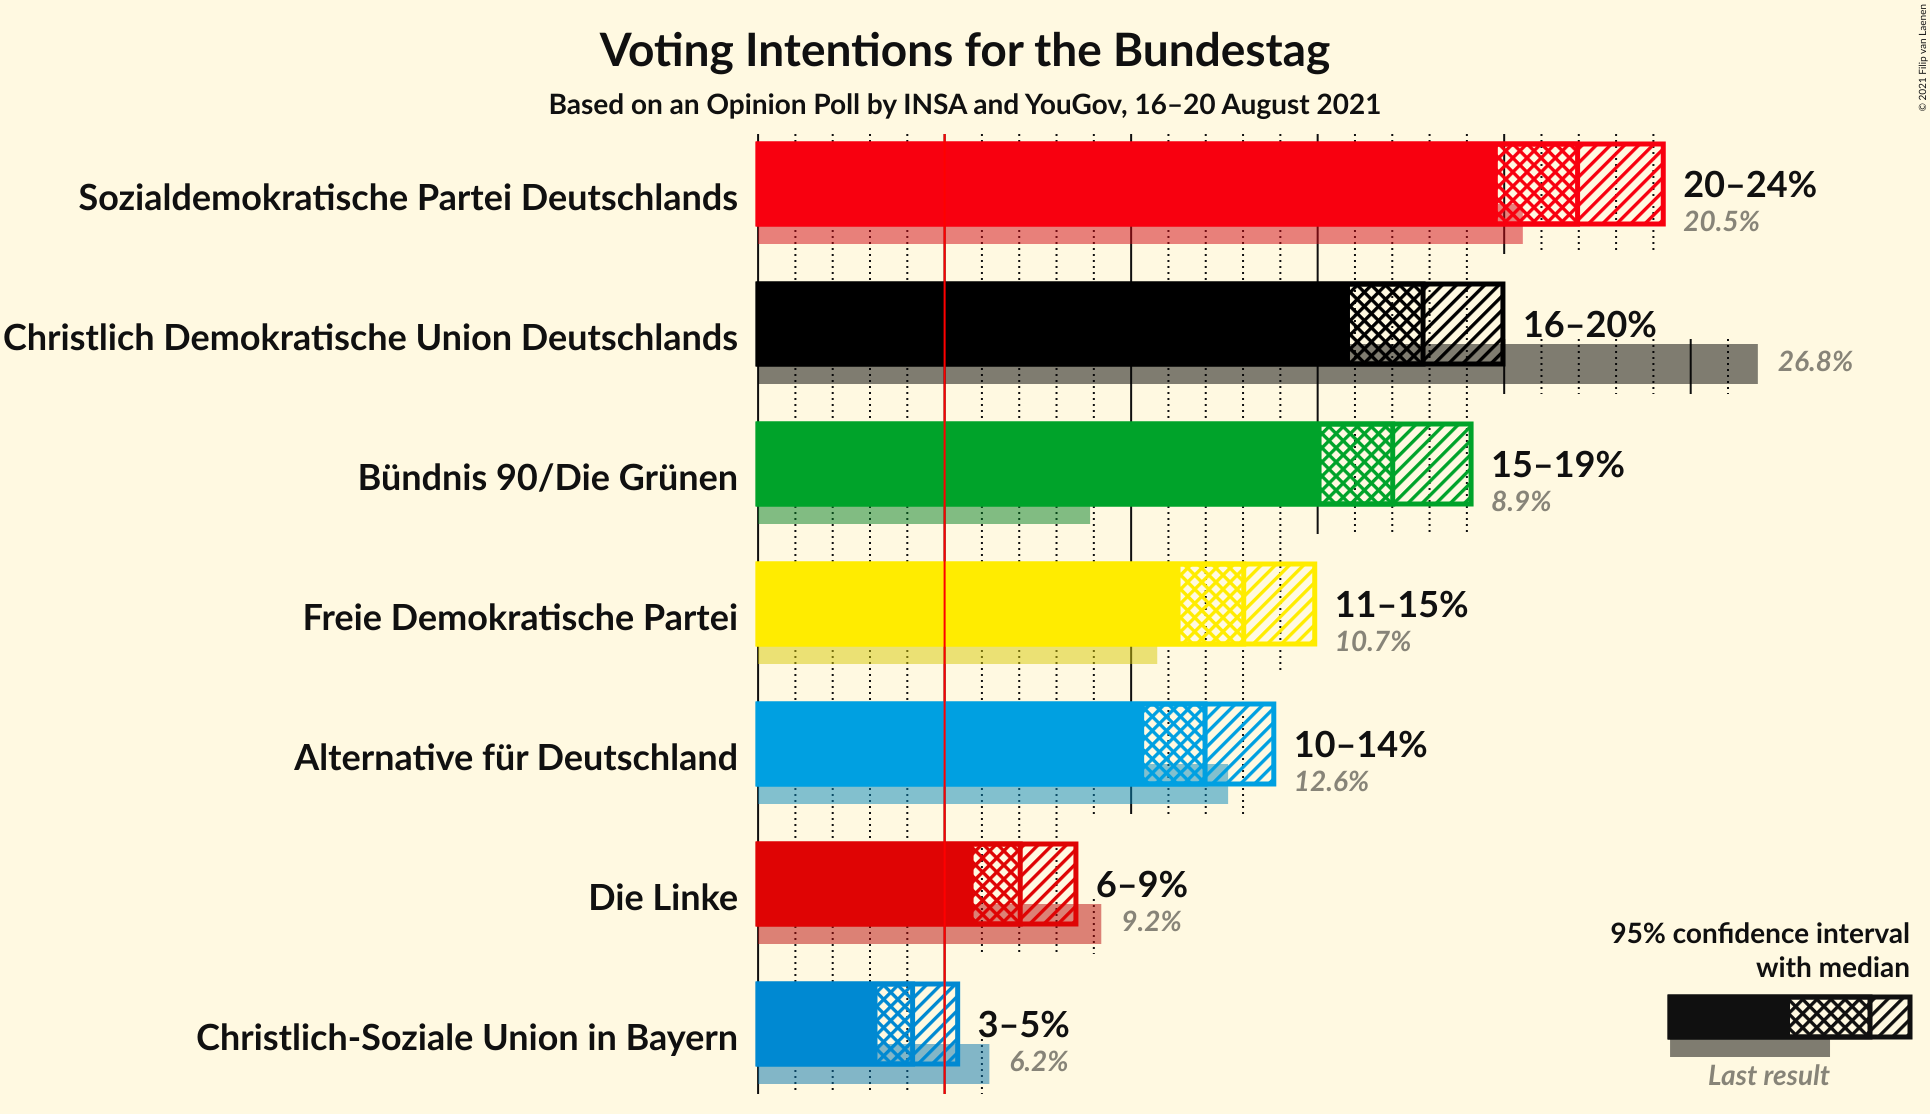 Voting Intentions for the Bundestag
Based on an Opinion Poll by INSA and YouGov, 16–20 August 2021
© 2021 Filip van Laenen
Sozialdemokratische Partei Deutschlands
20–24%
20.5%
Christlich Demokratische Union Deutschlands
16–20%
26.8%
Bündnis 90/Die Grünen
15–19%
8.9%
Freie Demokratische Partei
11–15%
10.7%
Alternative für Deutschland
10–14%
12.6%
Die Linke
6–9%
9.2%
Christlich-Soziale Union in Bayern
3–5%
6.2%
95% confidence interval
with median
Last result